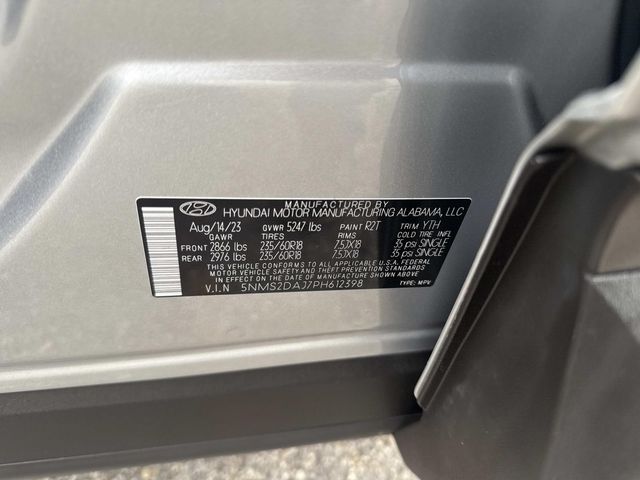 MANUFACTURED BY
HYUNDAI MOTOR MANUFACTURING ALABAMA, LLC
Aug/14/23 GVWR 5247 lbs PAINT R2T TRIM YTH
GAWR TIRES RIMS COLD TIRE INFL
FRONT 2866 lbs 235/60R18 7.5JX18 35 psi SINGLE
REAR 2976 lbs 235/60R18 7.5JX18 35 psi SINGLE
THIS VEHICLE CONFORMS TO ALL APPLICABLE U.S.A. FEDERAL
MOTOR VEHICLE SAFETY AND THEFT PREVENTION STANDARDS
IN EFFECT ON THE DATE OF MANUFACTURE SHOWN ABOVE
V.I.N 5NMS2DAJ7PH612398 TYPE: MPV